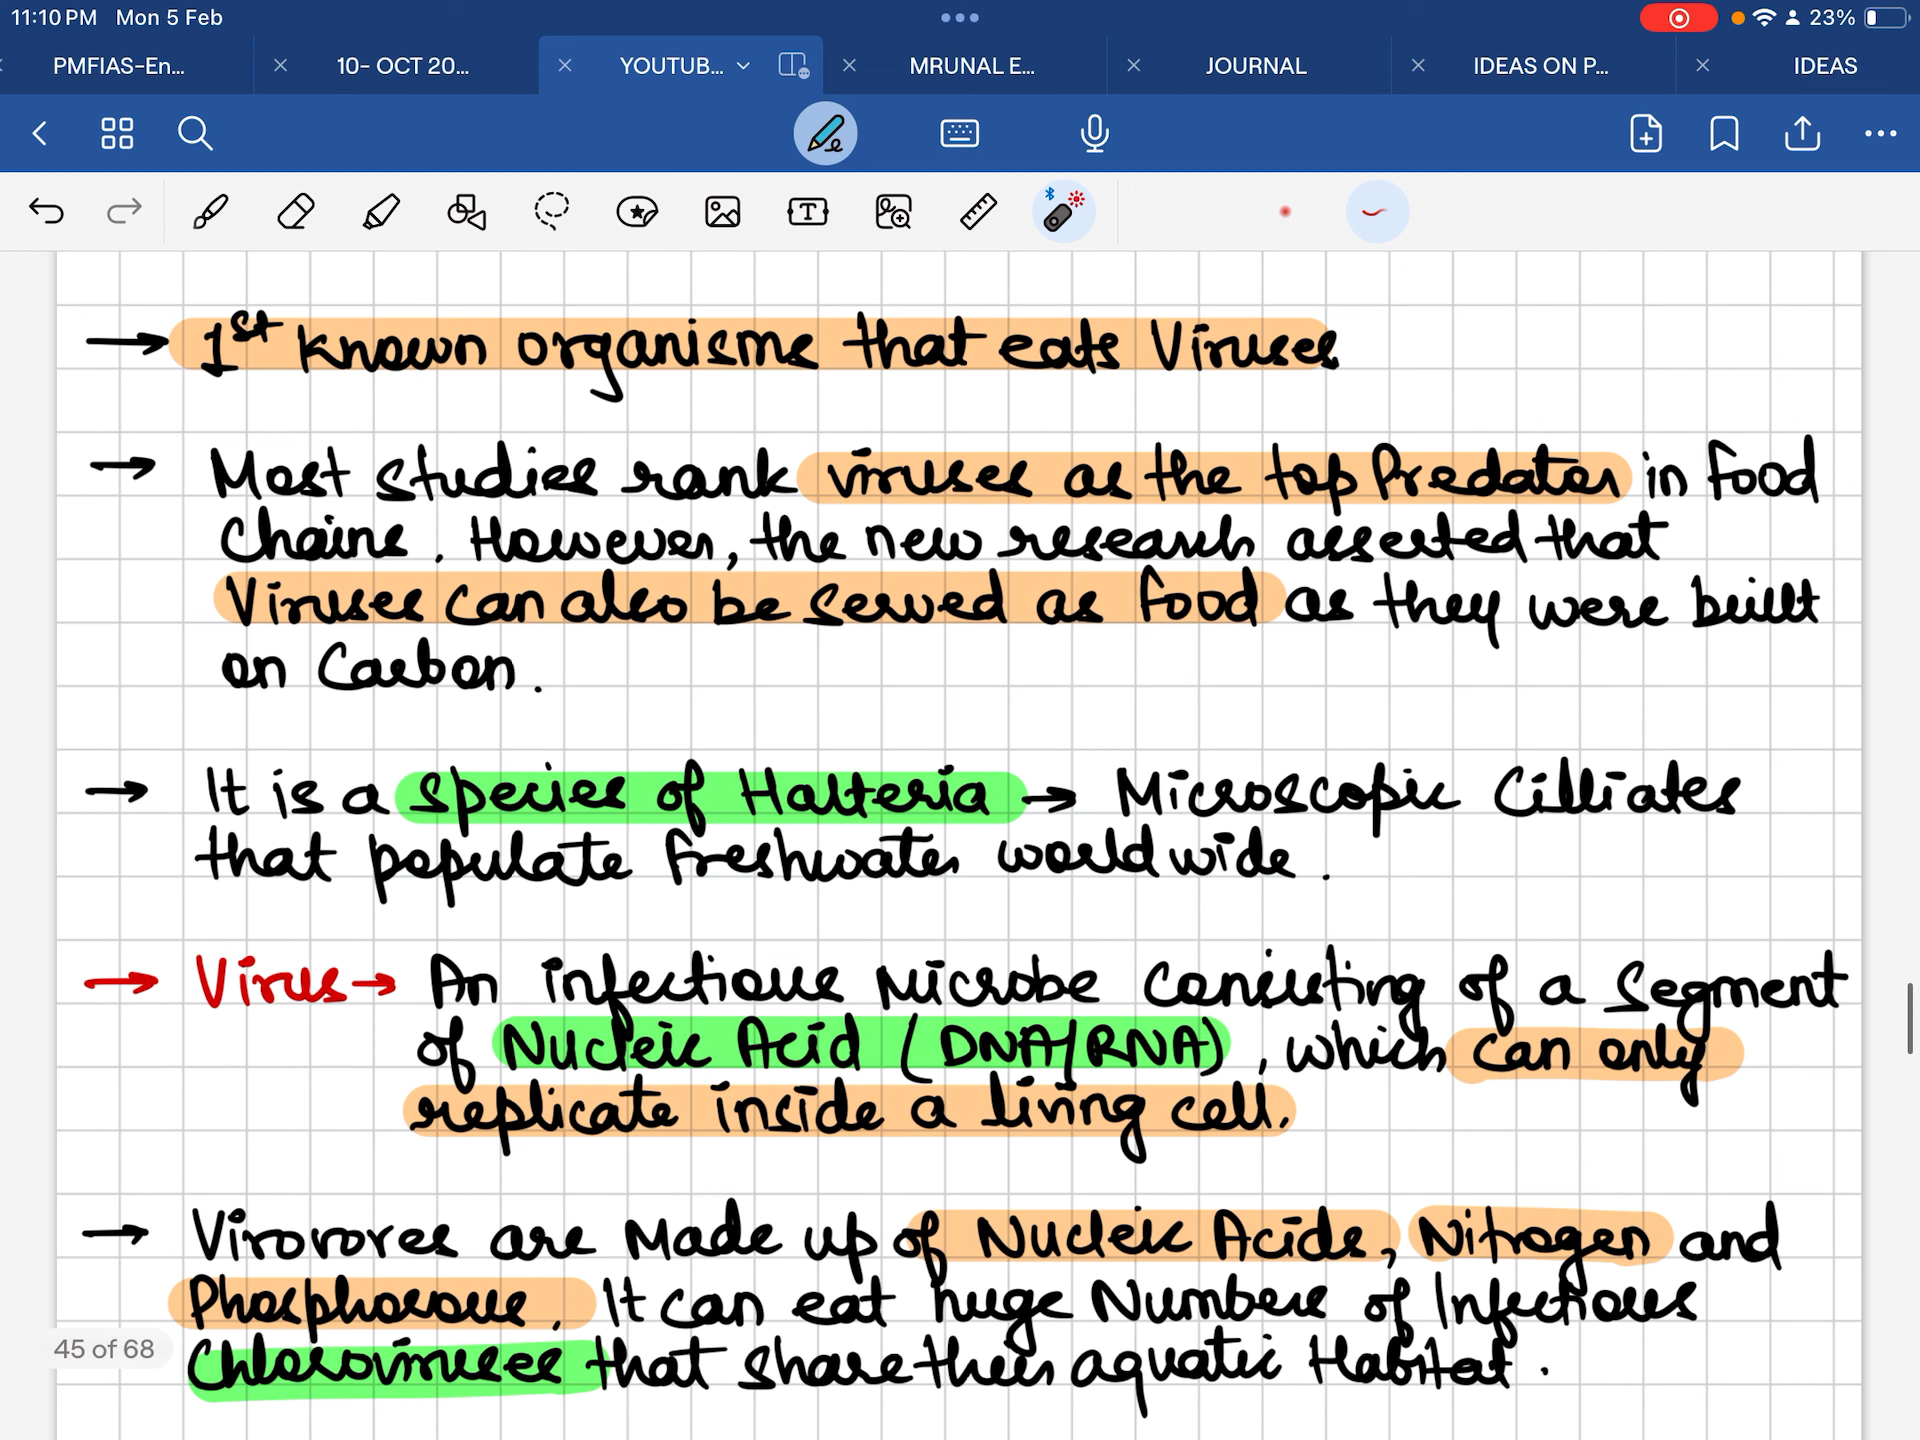 11:10 PM Mon 5 Feb 23%
PMFIAS-En... 10- OCT 20... YOUTUB... MRUNAL E... JOURNAL IDEAS ON P... IDEAS
→ 1st known organisms that eats Viruses
→ Most studies rank viruses as the top Predator in food
Chains. However, the new research asserted that
Viruses can also be served as food as they were built
on Carbon.
→ It is a species of Halteria → Microscopic Cilliates
that populate freshwater world wide.
→ Virus → An infectious Microbe Consisting of a Segment
of Nucleic Acid (DNA/RNA), which can only
replicate inside a living cell.
→ Virovores are Made up of Nucleic Acids, Nitrogen and
Phosphorous. It can eat huge Numbers of Infectious
45 of 68
Chloroviruses that share their aquatic Habitat.